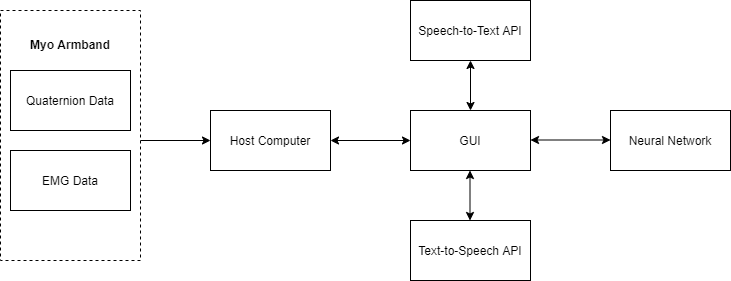 Myo Armband
Quaternion Data
EMG Data
Host Computer
Speech-to-Text API
GUI
Text-to-Speech API
Neural Network